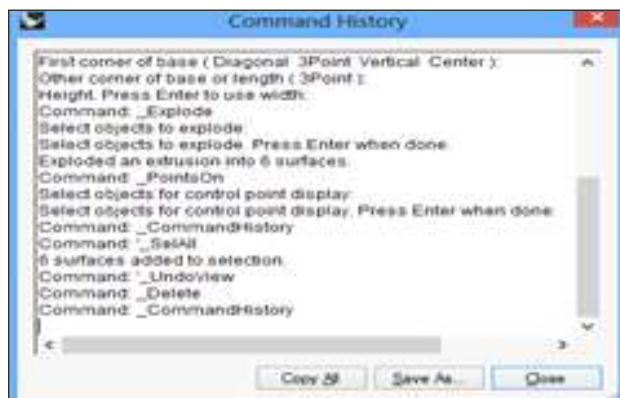 Command History
First corner of base ( Diagonal 3Point Vertical Center ):
Other corner of base or length ( 3Point ):
Height. Press Enter to use width:
Command: _Explode
Select objects to explode:
Select objects to explode. Press Enter when done:
Exploded an extrusion into 6 surfaces.
Command: _PointsOn
Select objects for control point display:
Select objects for control point display. Press Enter when done:
Command: _CommandHistory
Command: '_SelAll
6 surfaces added to selection.
Command: '_UndoView
Command: _Delete
Command: _CommandHistory
Copy All Save As... Close